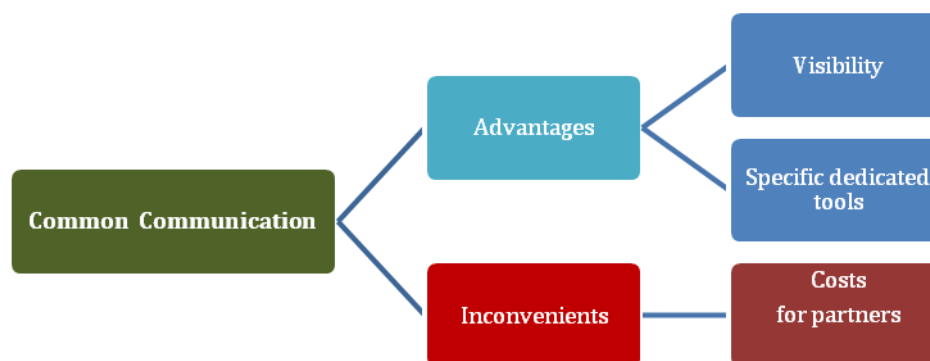 Common Communication
Advantages
Visibility
Specific dedicated
tools
Inconvenients
Costs
for partners